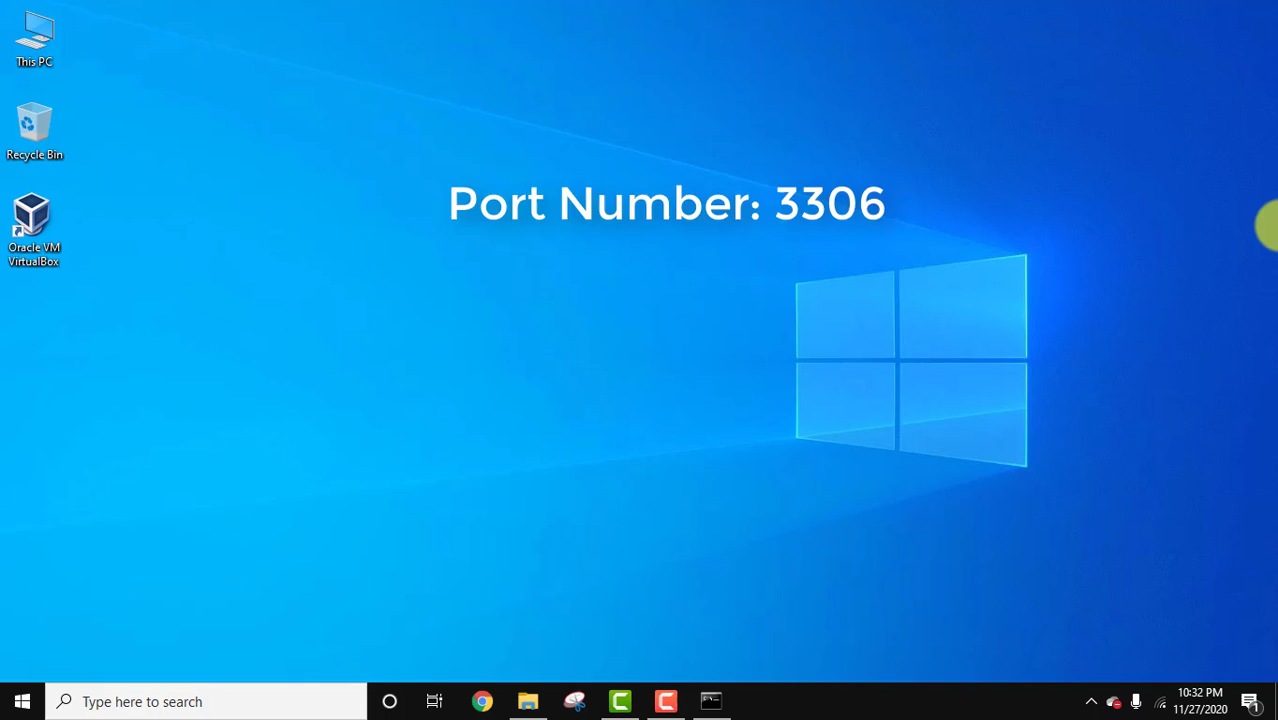 This PC
Recycle Bin
Oracle VM
VirtualBox
Port Number: 3306
Type here to search
10:32 PM
11/27/2020
1